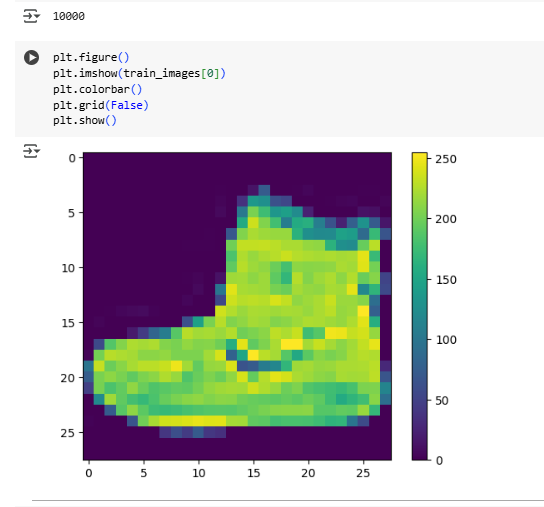 10000
plt.figure()
plt.imshow(train_images[0])
plt.colorbar()
plt.grid(False)
plt.show()
0
5
10
15
20
25
0 5 10 15 20 25
250
200
150
100
50
0